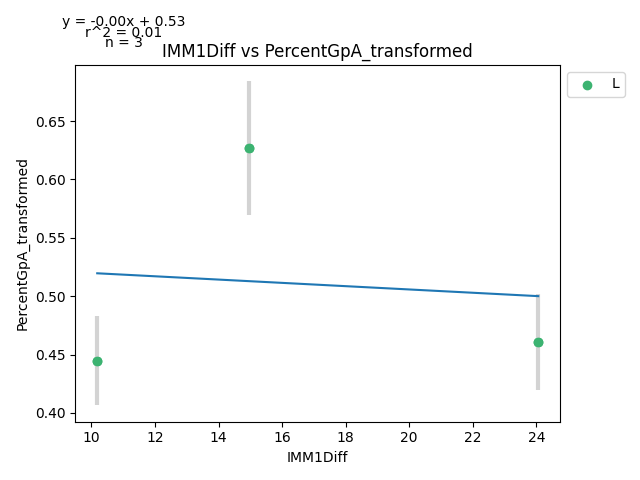 y = -0.00x + 0.53
r^2 = 0.01
n = 3
IMM1Diff vs PercentGpA_transformed
L
PercentGpA_transformed
0.65
0.60
0.55
0.50
0.45
0.40
10 12 14 16 18 20 22 24
IMM1Diff